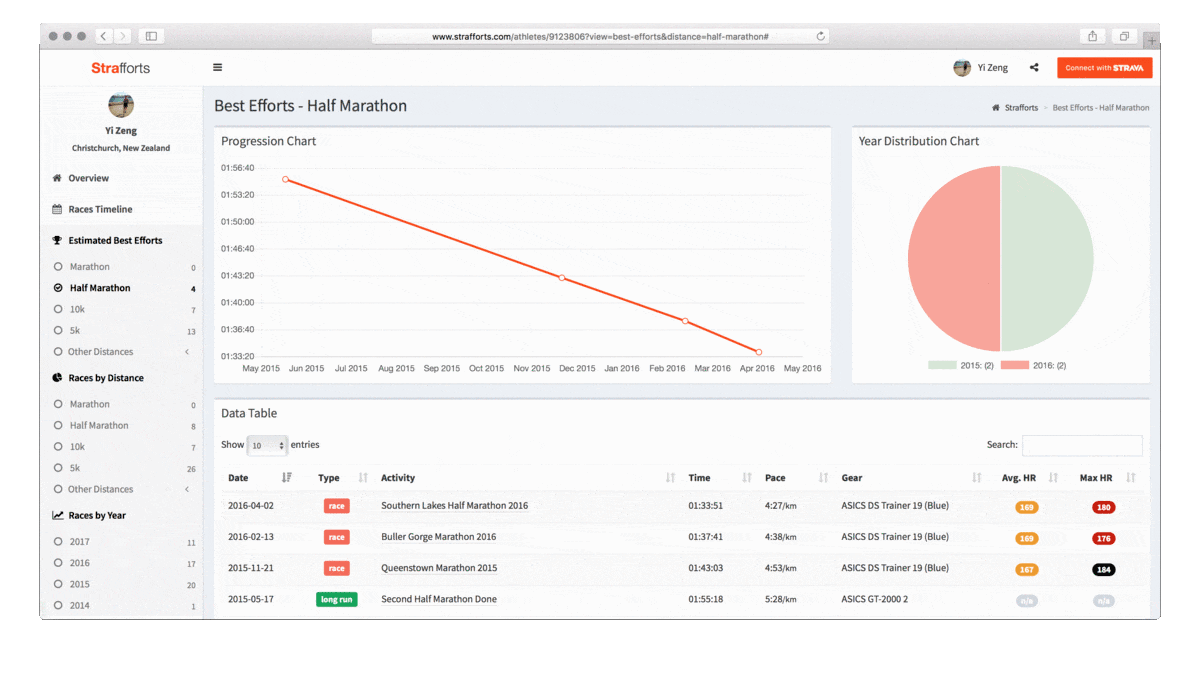 www.strafforts.com/athletes/9123806?view=best-efforts&distance=half-marathon#
Strafforts
Yi Zeng
Connect with STRAVA
Yi Zeng
Christchurch, New Zealand
Overview
Races Timeline
Estimated Best Efforts
Marathon 0
Half Marathon 4
10k 7
5k 13
Other Distances
Races by Distance
Marathon 0
Half Marathon 8
10k 7
5k 26
Other Distances
Races by Year
2017 11
2016 17
2015 20
2014 1
Best Efforts - Half Marathon
Strafforts Best Efforts - Half Marathon
Progression Chart
01:56:40
01:53:20
01:50:00
01:46:40
01:43:20
01:40:00
01:36:40
01:33:20
May 2015 Jun 2015 Jul 2015 Aug 2015 Sep 2015 Oct 2015 Nov 2015 Dec 2015 Jan 2016 Feb 2016 Mar 2016 Apr 2016 May 2016
Year Distribution Chart
2015: (2) 2016: (2)
Data Table
Show 10 entries
Search:
Date Type Activity Time Pace Gear Avg. HR Max HR
2016-04-02 race Southern Lakes Half Marathon 2016 01:33:51 4:27/km ASICS DS Trainer 19 (Blue) 169 180
2016-02-13 race Buller Gorge Marathon 2016 01:37:41 4:38/km ASICS DS Trainer 19 (Blue) 169 176
2015-11-21 race Queenstown Marathon 2015 01:43:03 4:53/km ASICS DS Trainer 19 (Blue) 167 184
2015-05-17 long run Second Half Marathon Done 01:55:18 5:28/km ASICS GT-2000 2 n/a n/a